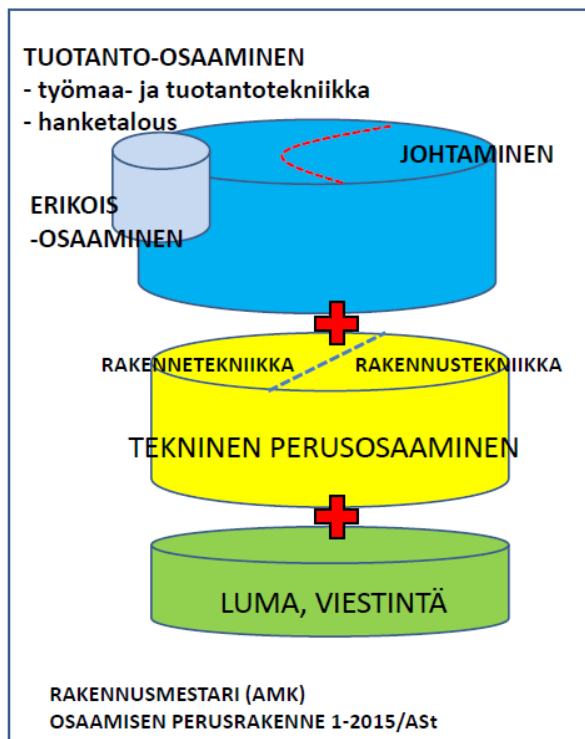 TUOTANTO-OSAAMINEN
- työmaa- ja tuotantotekniikka
- hanketalous
JOHTAMINEN
ERIKOIS
-OSAAMINEN
RAKENNETEKNIIKKA
RAKENNUSTEKNIIKKA
TEKNINEN PERUSOSAAMINEN
LUMA, VIESTINTÄ
RAKENNUSMESTARI (AMK)
OSAAMISEN PERUSRAKENNE 1-2015/ASt